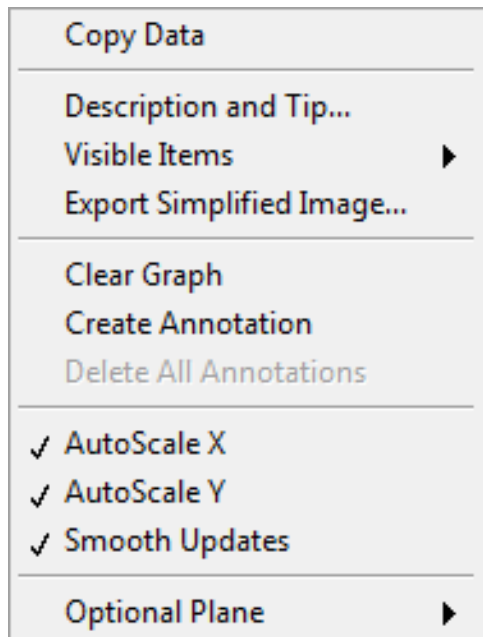 Copy Data
Description and Tip...
Visible Items
Export Simplified Image...
Clear Graph
Create Annotation
Delete All Annotations
AutoScale X
AutoScale Y
Smooth Updates
Optional Plane